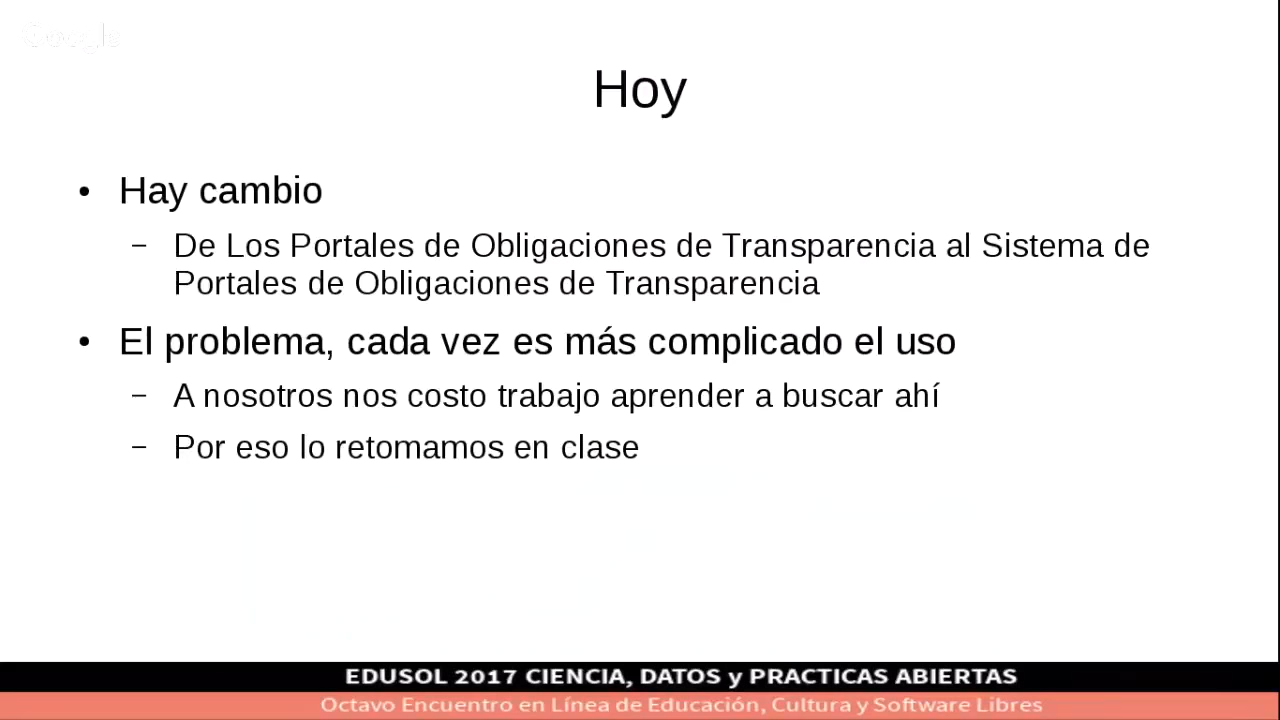 Google
Hoy
• Hay cambio
– De Los Portales de Obligaciones de Transparencia al Sistema de
Portales de Obligaciones de Transparencia
• El problema, cada vez es más complicado el uso
– A nosotros nos costo trabajo aprender a buscar ahí
– Por eso lo retomamos en clase
EDUSOL 2017 CIENCIA, DATOS y PRACTICAS ABIERTAS
Octavo Encuentro en Línea de Educación, Cultura y Software Libres